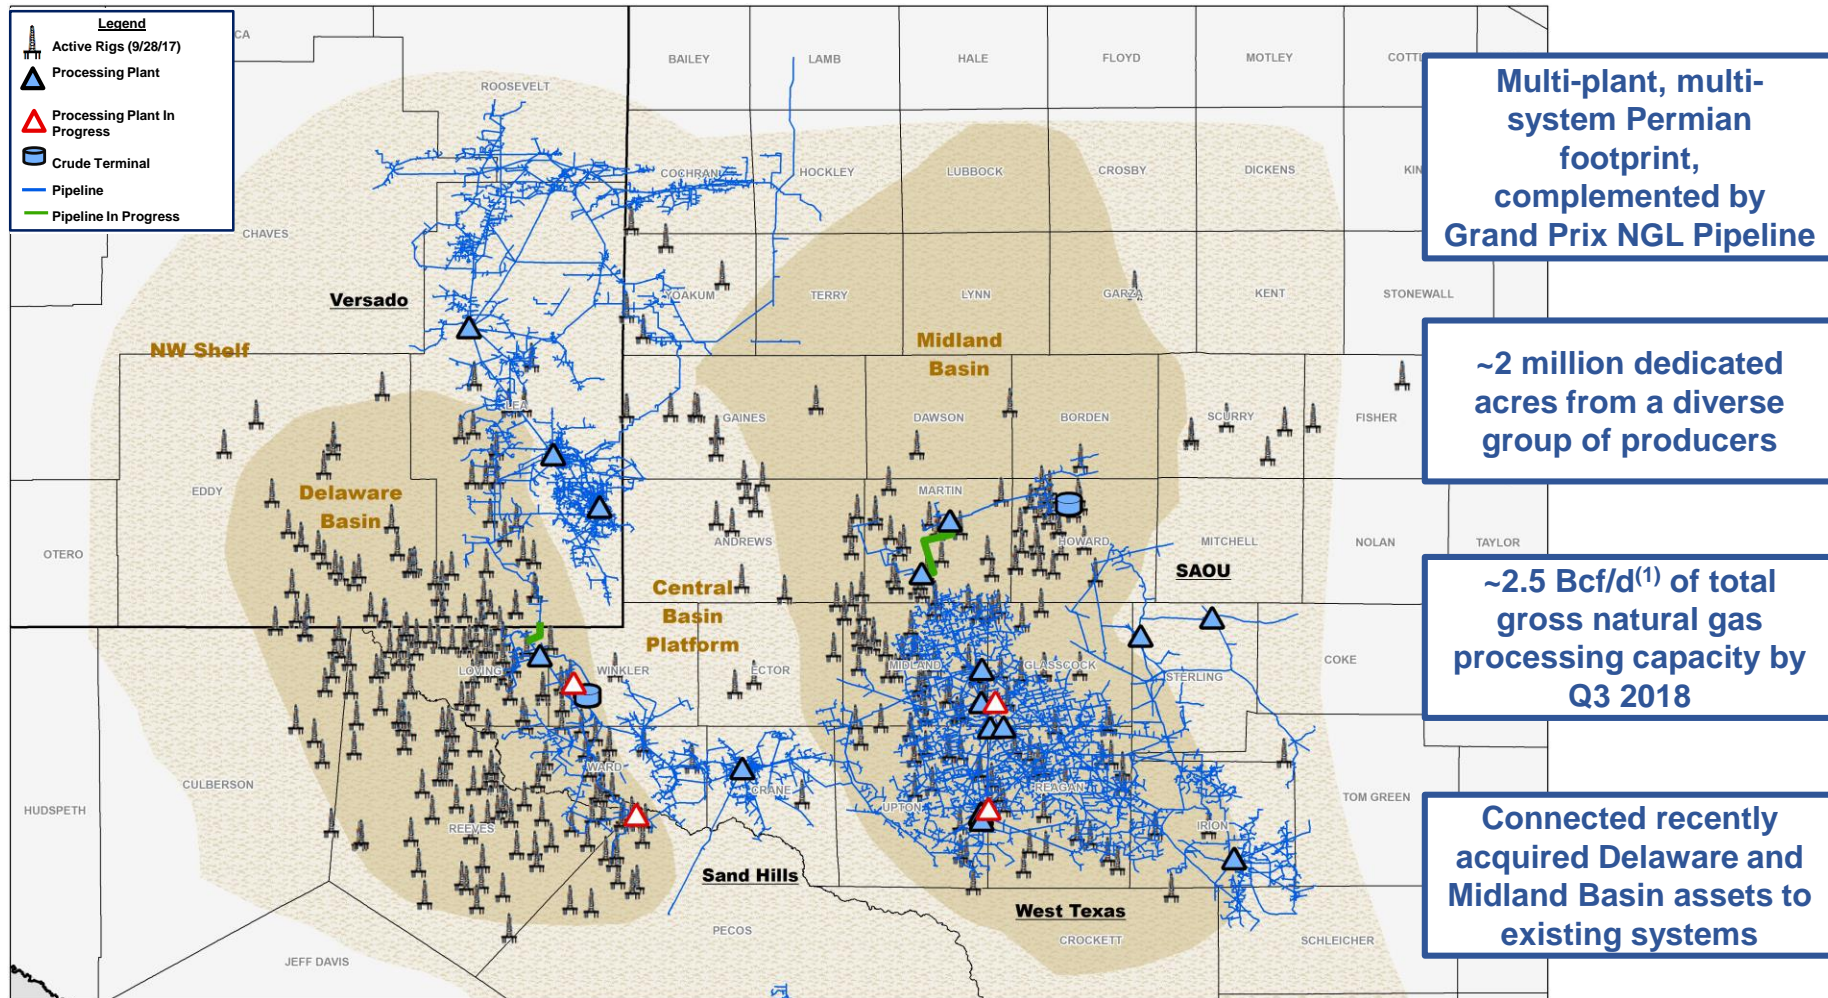 Legend
Active Rigs (9/28/17)
Processing Plant
Processing Plant In
Progress
Crude Terminal
Pipeline
Pipeline In Progress
CA
BAILEY
LAMB
HALE
FLOYD
MOTLEY
COTTL
ROOSEVELT
COCHRAN
HOCKLEY
LUBBOCK
CROSBY
DICKENS
KIN
CHAVES
Versado
YOAKUM
TERRY
LYNN
GARZA
KENT
STONEWALL
NW Shelf
Midland
Basin
LEA
GAINES
DAWSON
BORDEN
SCURRY
FISHER
EDDY
Delaware
Basin
MARTIN
OTERO
ANDREWS
HOWARD
MITCHELL
NOLAN
TAYLOR
SAOU
Central
Basin
Platform
LOVING
WINKLER
ECTOR
MIDLAND
GLASSCOCK
STERLING
COKE
CULBERSON
WARD
CRANE
UPTON
REAGAN
TOM GREEN
HUDSPETH
REEVES
IRION
Sand Hills
West Texas
PECOS
CROCKETT
SCHLEICHER
JEFF DAVIS
Multi-plant, multi-
system Permian
footprint,
complemented by
Grand Prix NGL Pipeline
~2 million dedicated
acres from a diverse
group of producers
~2.5 Bcf/d(1) of total
gross natural gas
processing capacity by
Q3 2018
Connected recently
acquired Delaware and
Midland Basin assets to
existing systems